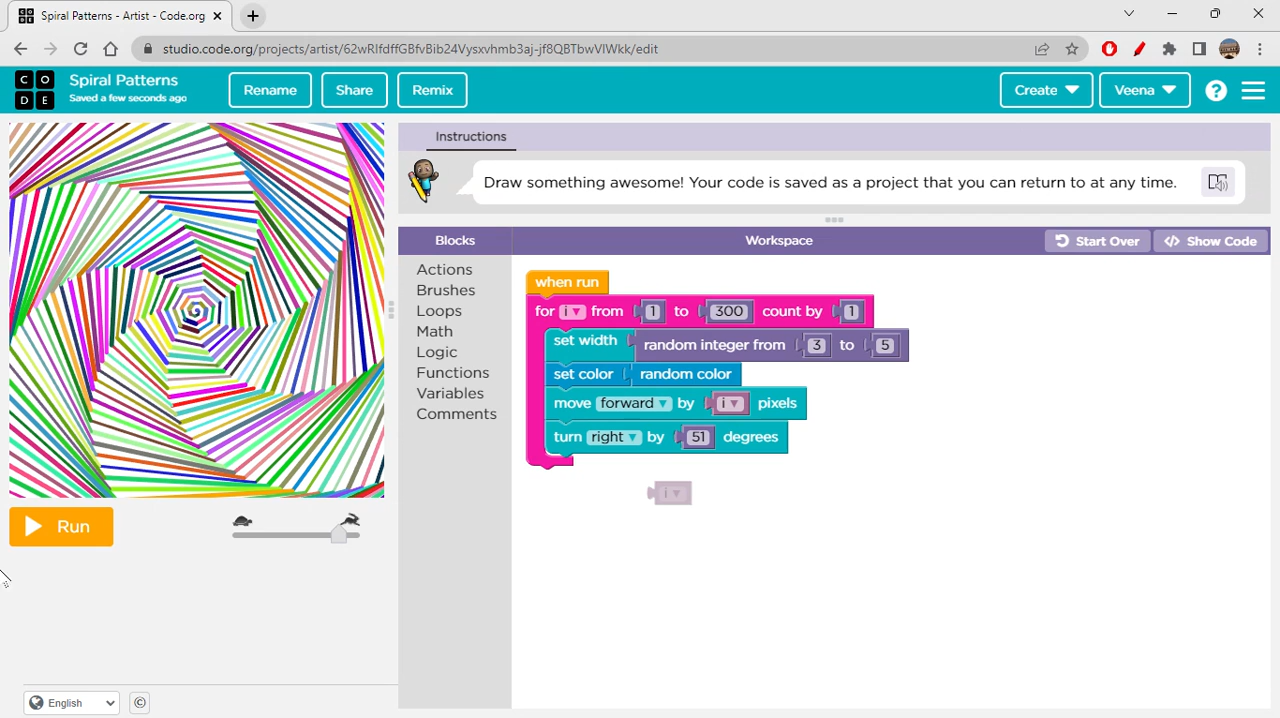 Spiral Patterns - Artist - Code.org
studio.code.org/projects/artist/62wRlfdffGBfvBib24Vysxvhmb3aj-jf8QBTbwVlWkk/edit
C O D E
Spiral Patterns
Saved a few seconds ago
Rename
Share
Remix
Create
Veena
?
Instructions
Draw something awesome! Your code is saved as a project that you can return to at any time.
Blocks
Workspace
Start Over
</> Show Code
Actions
Brushes
Loops
Math
Logic
Functions
Variables
Comments
when run
for i from 1 to 300 count by 1
set width random integer from 3 to 5
set color random color
move forward by i pixels
turn right by 51 degrees
i
Run
English
©